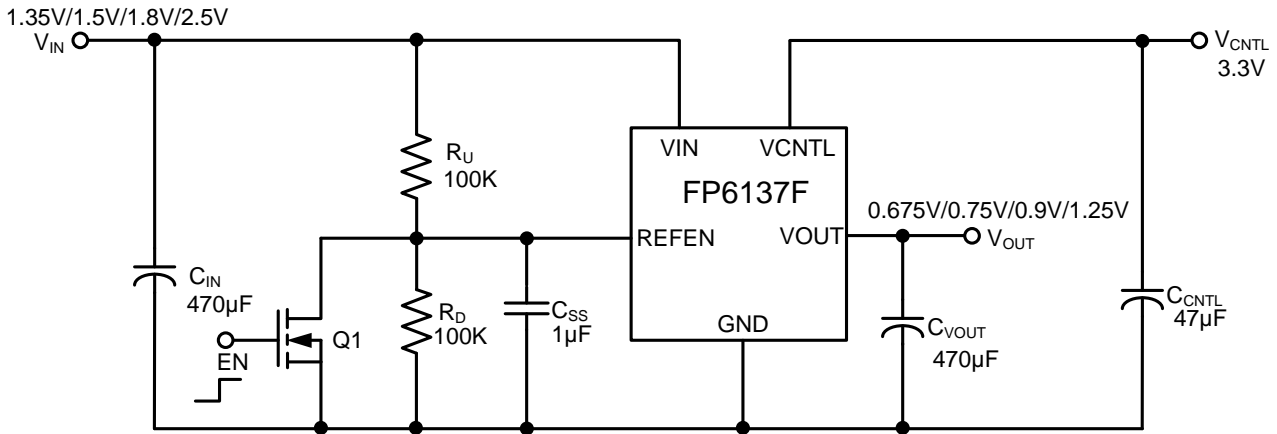 1.35V/1.5V/1.8V/2.5V
VIN
VCNTL
3.3V
RU
100K
VIN
VCNTL
FP6137F
REFEN
VOUT
0.675V/0.75V/0.9V/1.25V
VOUT
CIN
470µF
RD
100K
CSS
1µF
GND
CVOUT
470µF
CCNTL
47µF
Q1
EN